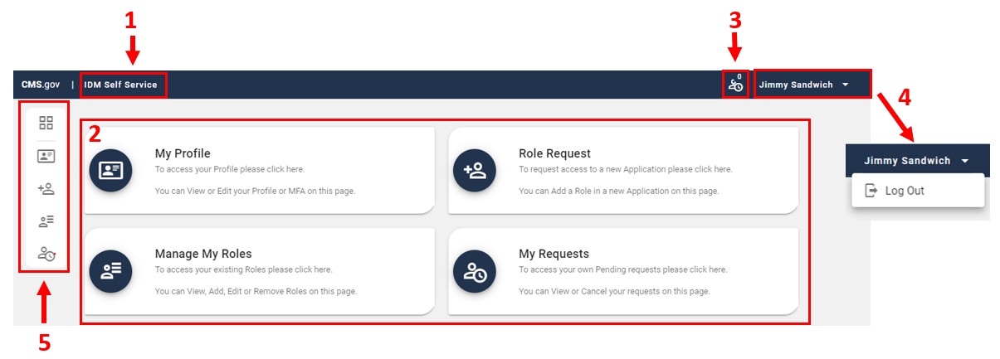 1
3
CMS.gov | IDM Self Service
0
Jimmy Sandwich
4
2
My Profile
To access your Profile please click here.
You can View or Edit your Profile or MFA on this page.
Role Request
To request access to a new Application please click here.
You can Add a Role in a new Application on this page.
Jimmy Sandwich
Log Out
Manage My Roles
To access your existing Roles please click here.
You can View, Add, Edit or Remove Roles on this page.
My Requests
To access your own Pending requests please click here.
You can View or Cancel your requests on this page.
5